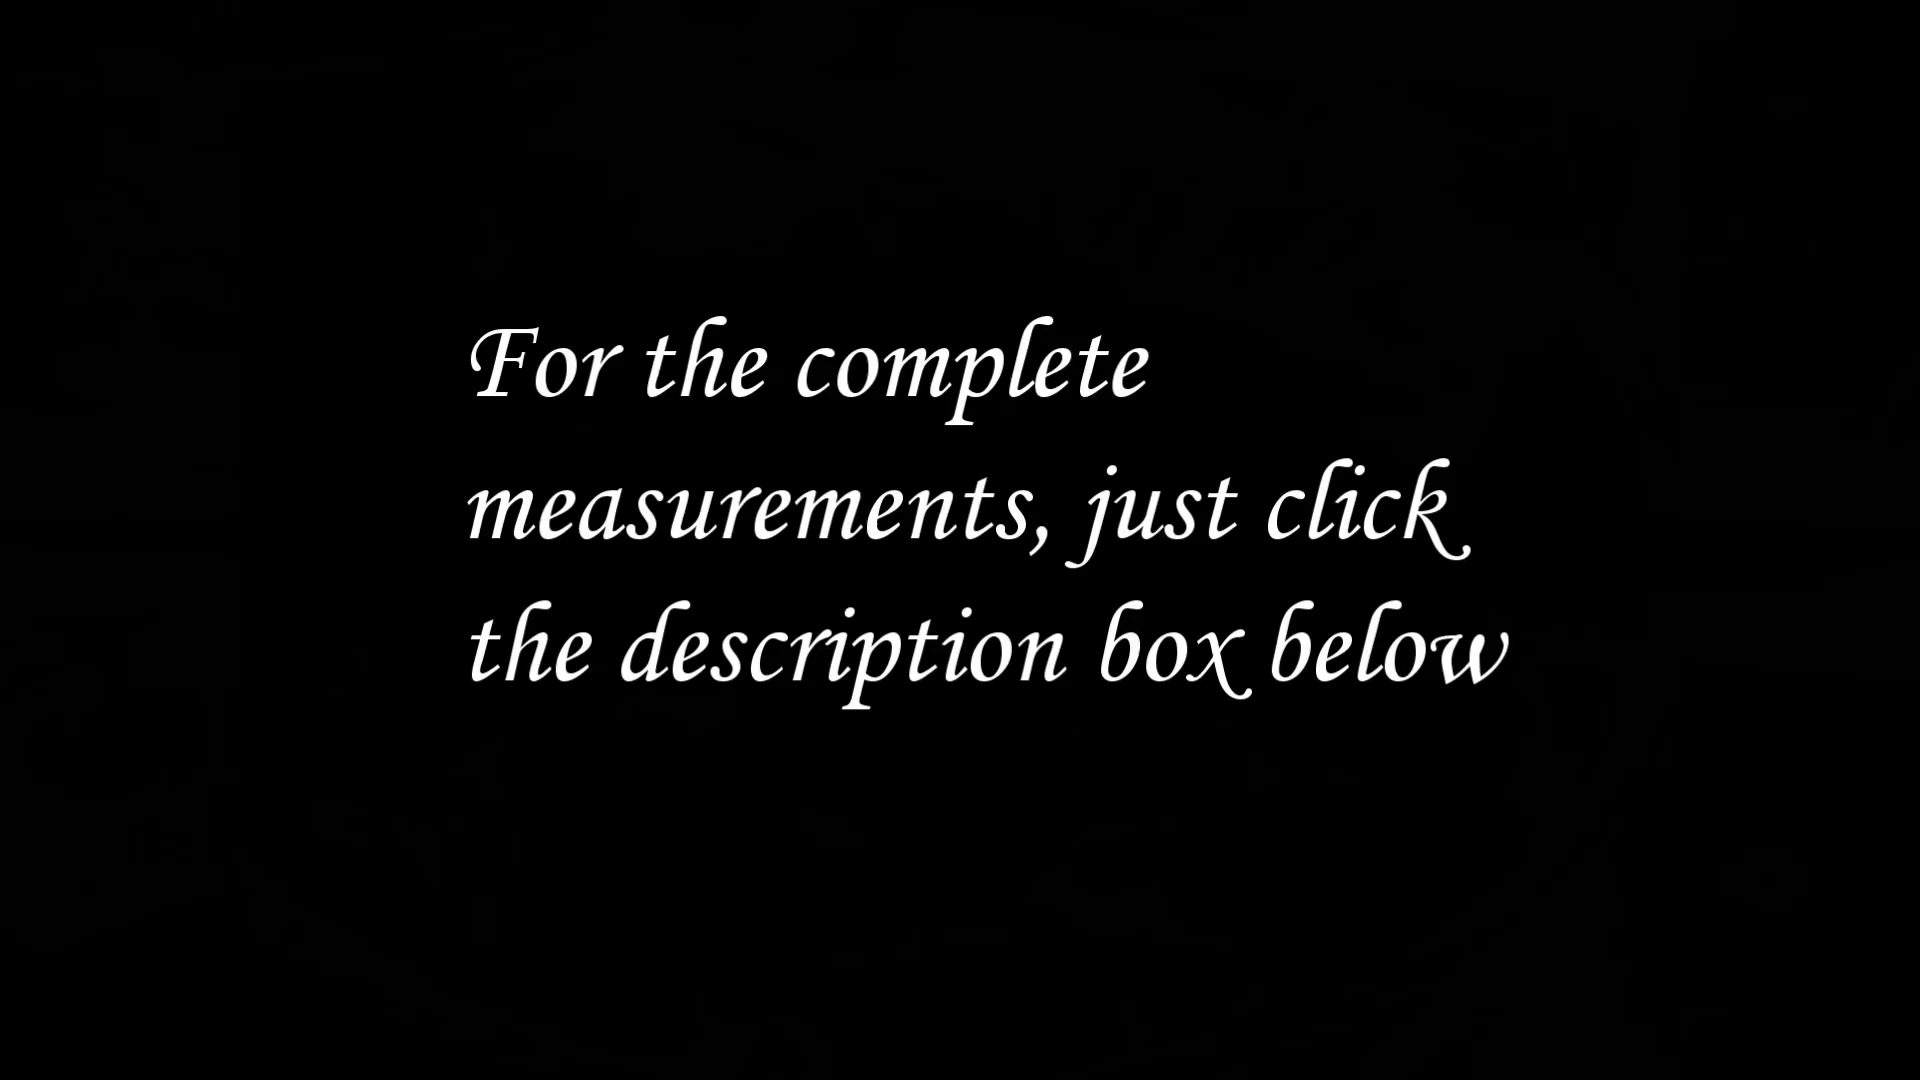 For the complete
measurements, just click
the description box below